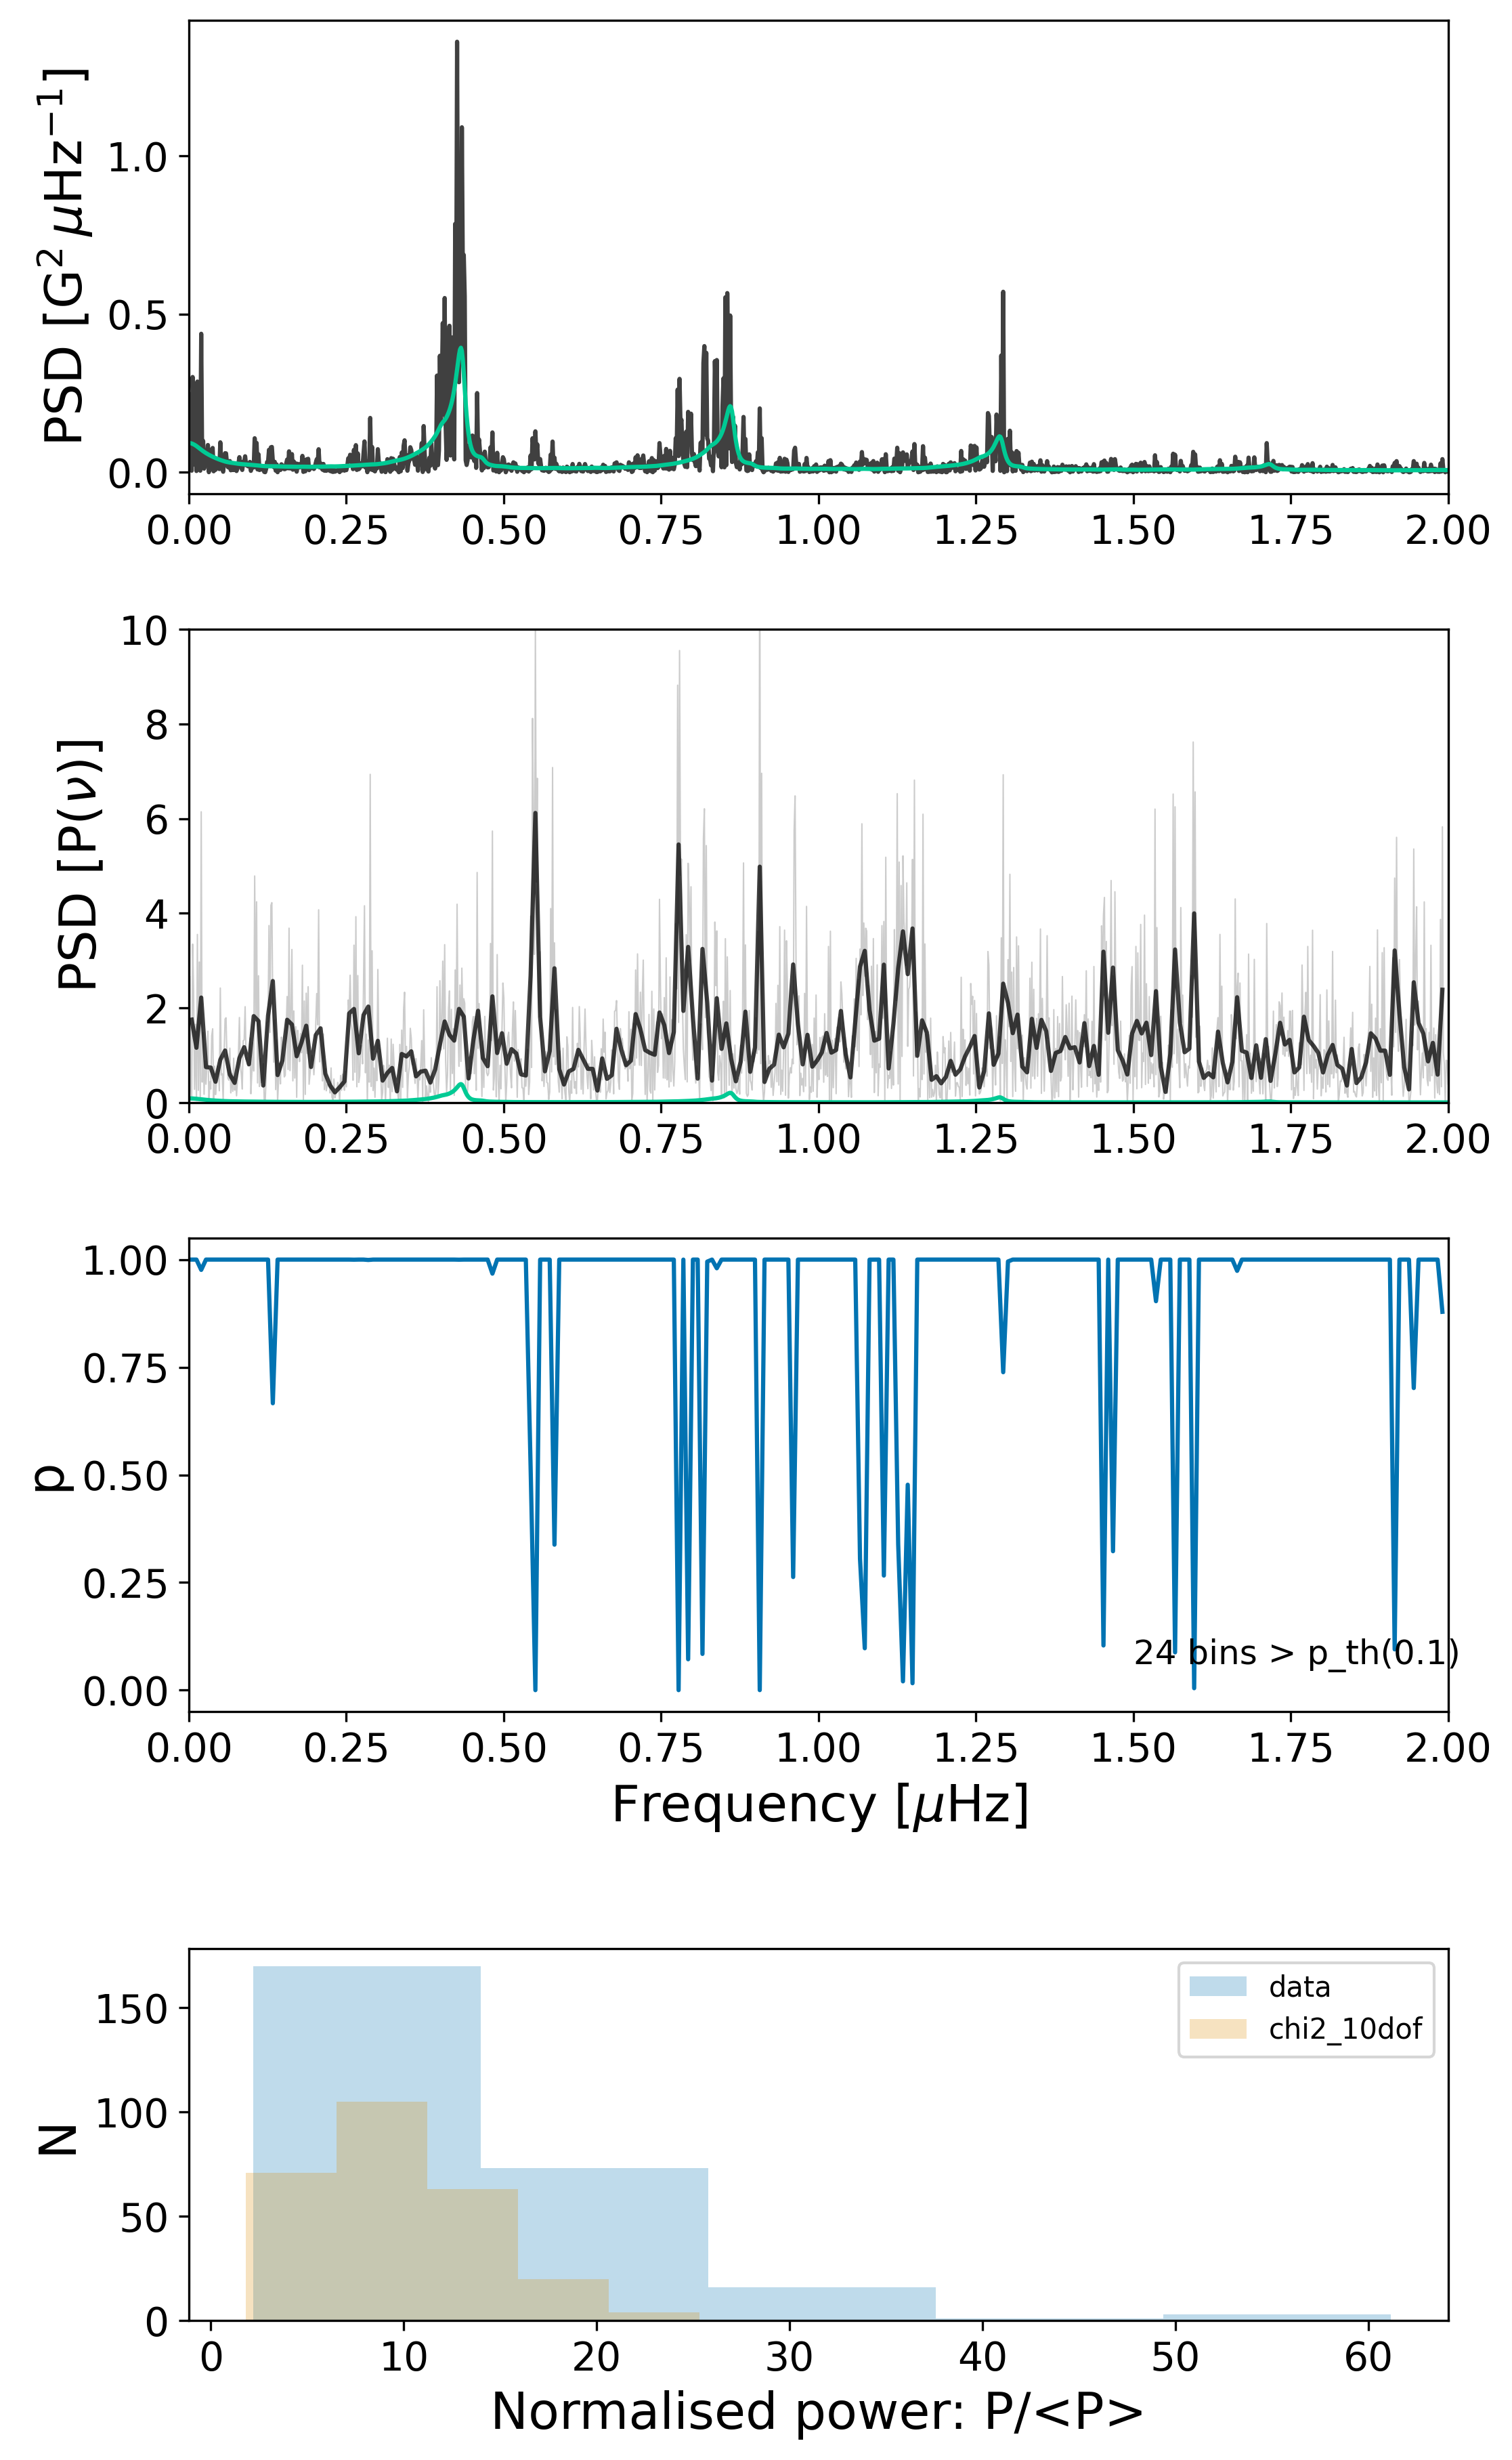 PSD [G² μHz⁻¹]
1.0
0.5
0.0
0.00 0.25 0.50 0.75 1.00 1.25 1.50 1.75 2.00
PSD [P(ν)]
10
8
6
4
2
0
0.00 0.25 0.50 0.75 1.00 1.25 1.50 1.75 2.00
p
1.00
0.75
0.50
0.25
0.00
24 bins > p_th(0.1)
0.00 0.25 0.50 0.75 1.00 1.25 1.50 1.75 2.00
Frequency [μHz]
N
150
100
50
0
data
chi2_10dof
0 10 20 30 40 50 60
Normalised power: P/<P>